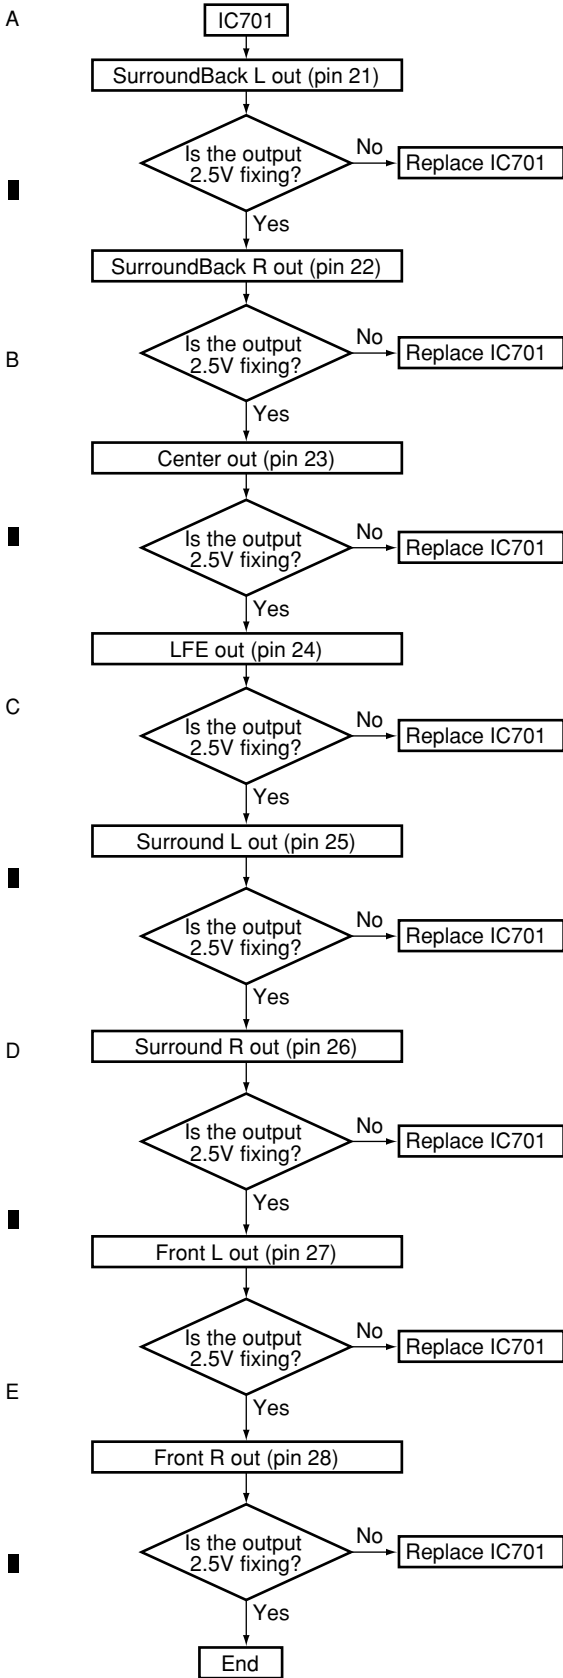 A
IC701
SurroundBack L out (pin 21)
Is the output
2.5V fixing?
No
Replace IC701
Yes
SurroundBack R out (pin 22)
B
Is the output
2.5V fixing?
No
Replace IC701
Yes
Center out (pin 23)
Is the output
2.5V fixing?
No
Replace IC701
Yes
LFE out (pin 24)
C
Is the output
2.5V fixing?
No
Replace IC701
Yes
Surround L out (pin 25)
Is the output
2.5V fixing?
No
Replace IC701
Yes
D
Surround R out (pin 26)
Is the output
2.5V fixing?
No
Replace IC701
Yes
Front L out (pin 27)
Is the output
2.5V fixing?
No
Replace IC701
E
Yes
Front R out (pin 28)
Is the output
2.5V fixing?
No
Replace IC701
Yes
End